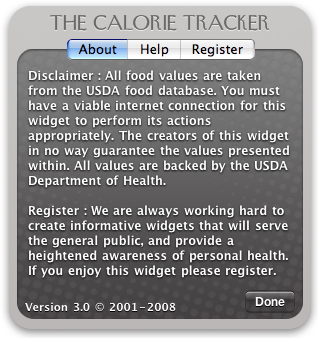 THE CALORIE TRACKER
About Help Register
Disclaimer : All food values are taken
from the USDA food database. You must
have a viable internet connection for this
widget to perform its actions
appropriately. The creators of this widget
in no way guarantee the values presented
within. All values are backed by the USDA
Department of Health.
Register : We are always working hard to
create informative widgets that will serve
the general public, and provide a
heightened awareness of personal health.
If you enjoy this widget please register.
Version 3.0 © 2001-2008 Done